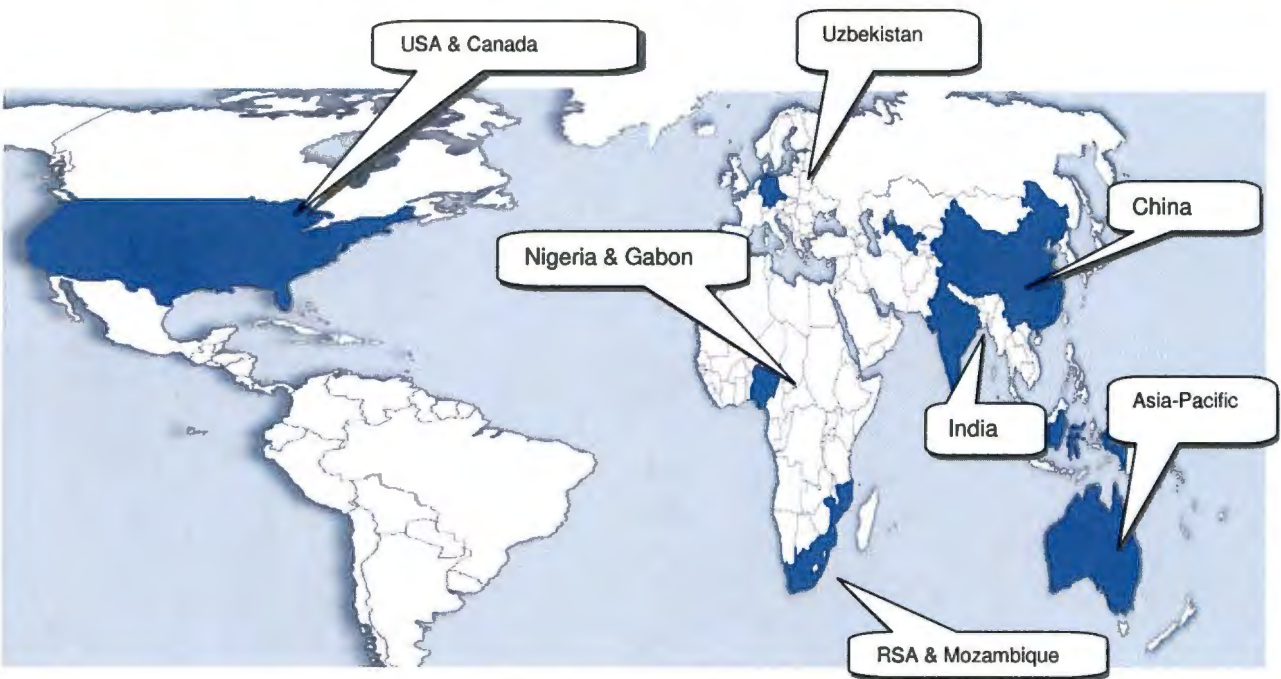 USA & Canada
Uzbekistan
China
Nigeria & Gabon
Asia-Pacific
India
RSA & Mozambique